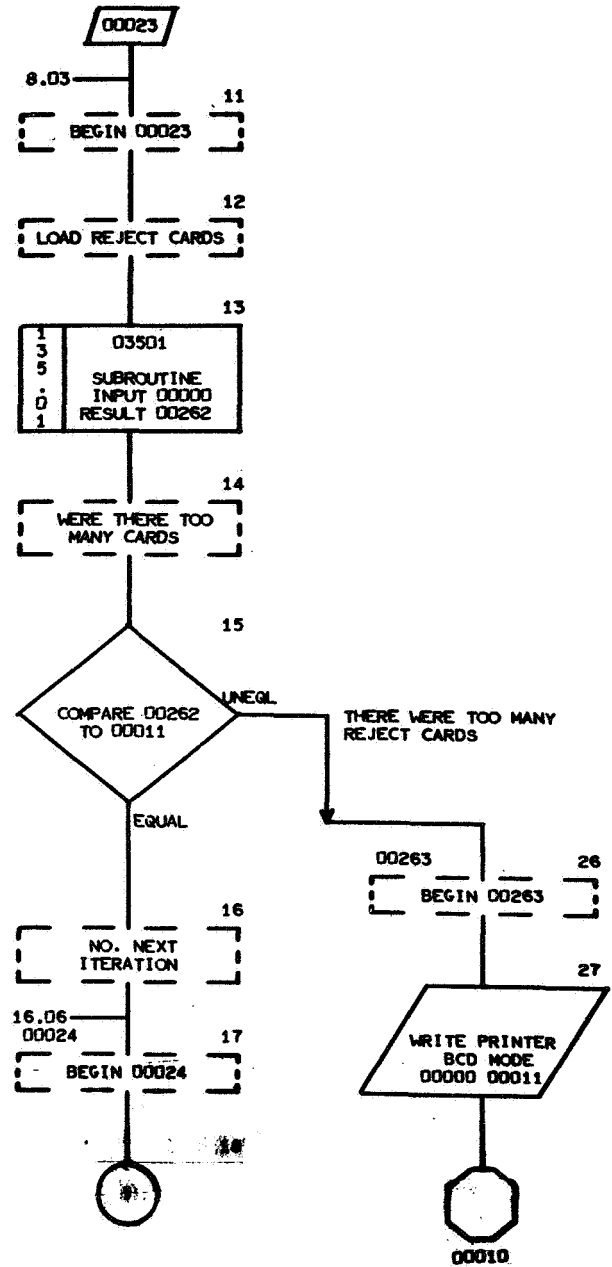 00023
8.03
11
BEGIN 00023
12
LOAD REJECT CARDS
13
1
3
5
.
0
1
03501
SUBROUTINE
INPUT 00000
RESULT 00262
14
WERE THERE TOO
MANY CARDS
15
COMPARE 00262
TO 00011
UNEQL
THERE WERE TOO MANY
REJECT CARDS
EQUAL
00263
26
BEGIN 00263
16
NO. NEXT
ITERATION
27
WRITE PRINTER
BCD MODE
00000 00011
16.06
00024
17
BEGIN 00024
00010